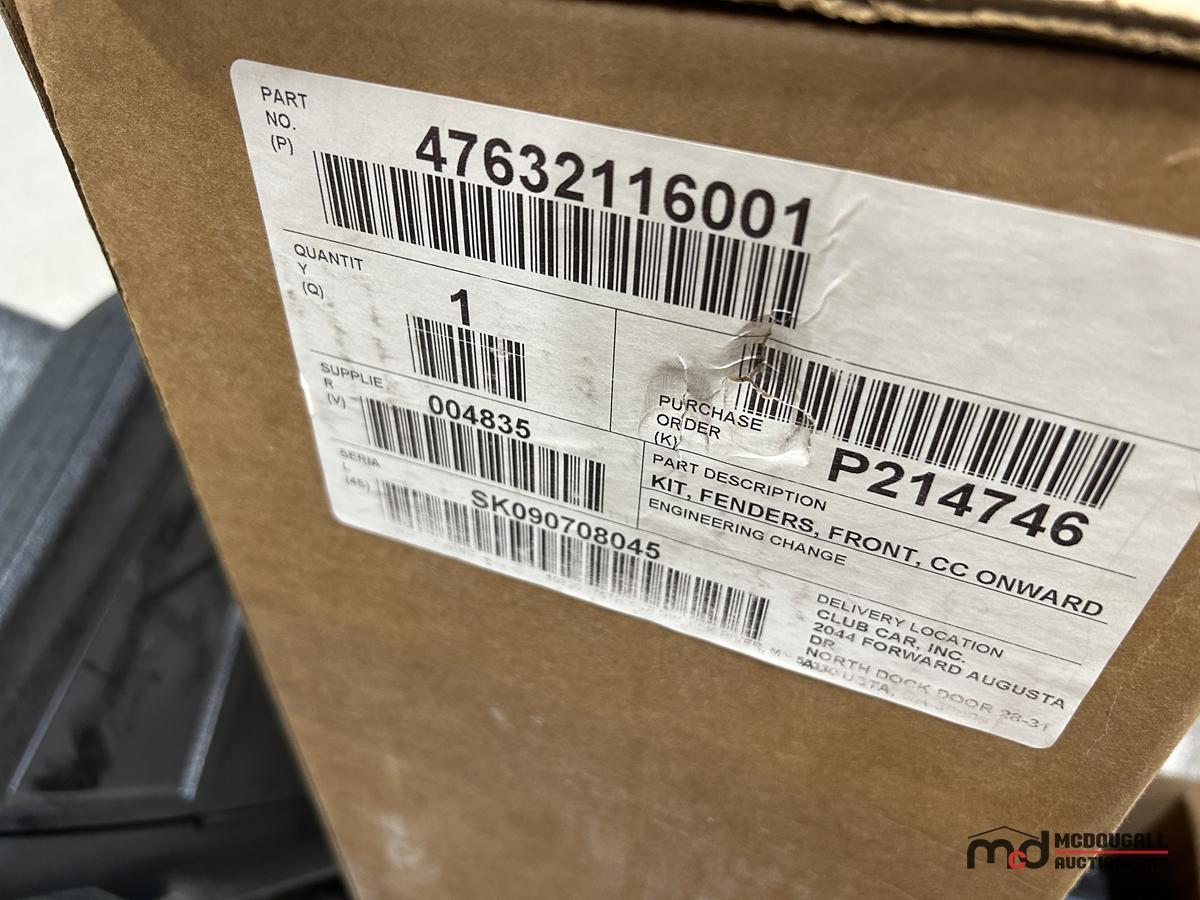 PART
NO.
(P)
47632116001
QUANTIT
Y
(Q)
1
PURCHASE
ORDER
(K)
P214746
SUPPLIE
R
(V)
004835
PART DESCRIPTION
KIT, FENDERS, FRONT, CC ONWARD
ENGINEERING CHANGE
SERIA
L
(4S)
SK090708045
DELIVERY LOCATION
CLUB CAR, INC.
2044 FORWARD AUGUSTA
DR
NORTH DOCK DOOR 28-31
McD MCDOUGALL
AUCTIONEERS